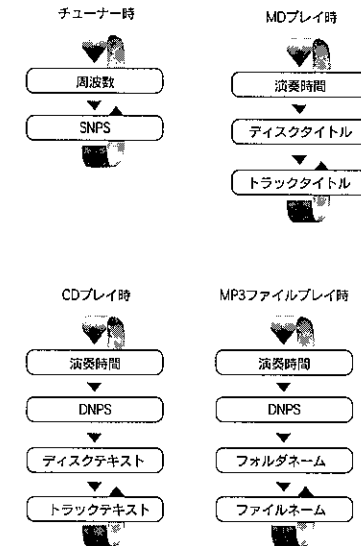 チューナー時
周波数
SNPS
MDプレイ時
演奏時間
ディスクタイトル
トラックタイトル
CDプレイ時
演奏時間
DNPS
ディスクテキスト
トラックテキスト
MP3ファイルプレイ時
演奏時間
DNPS
フォルダネーム
ファイルネーム